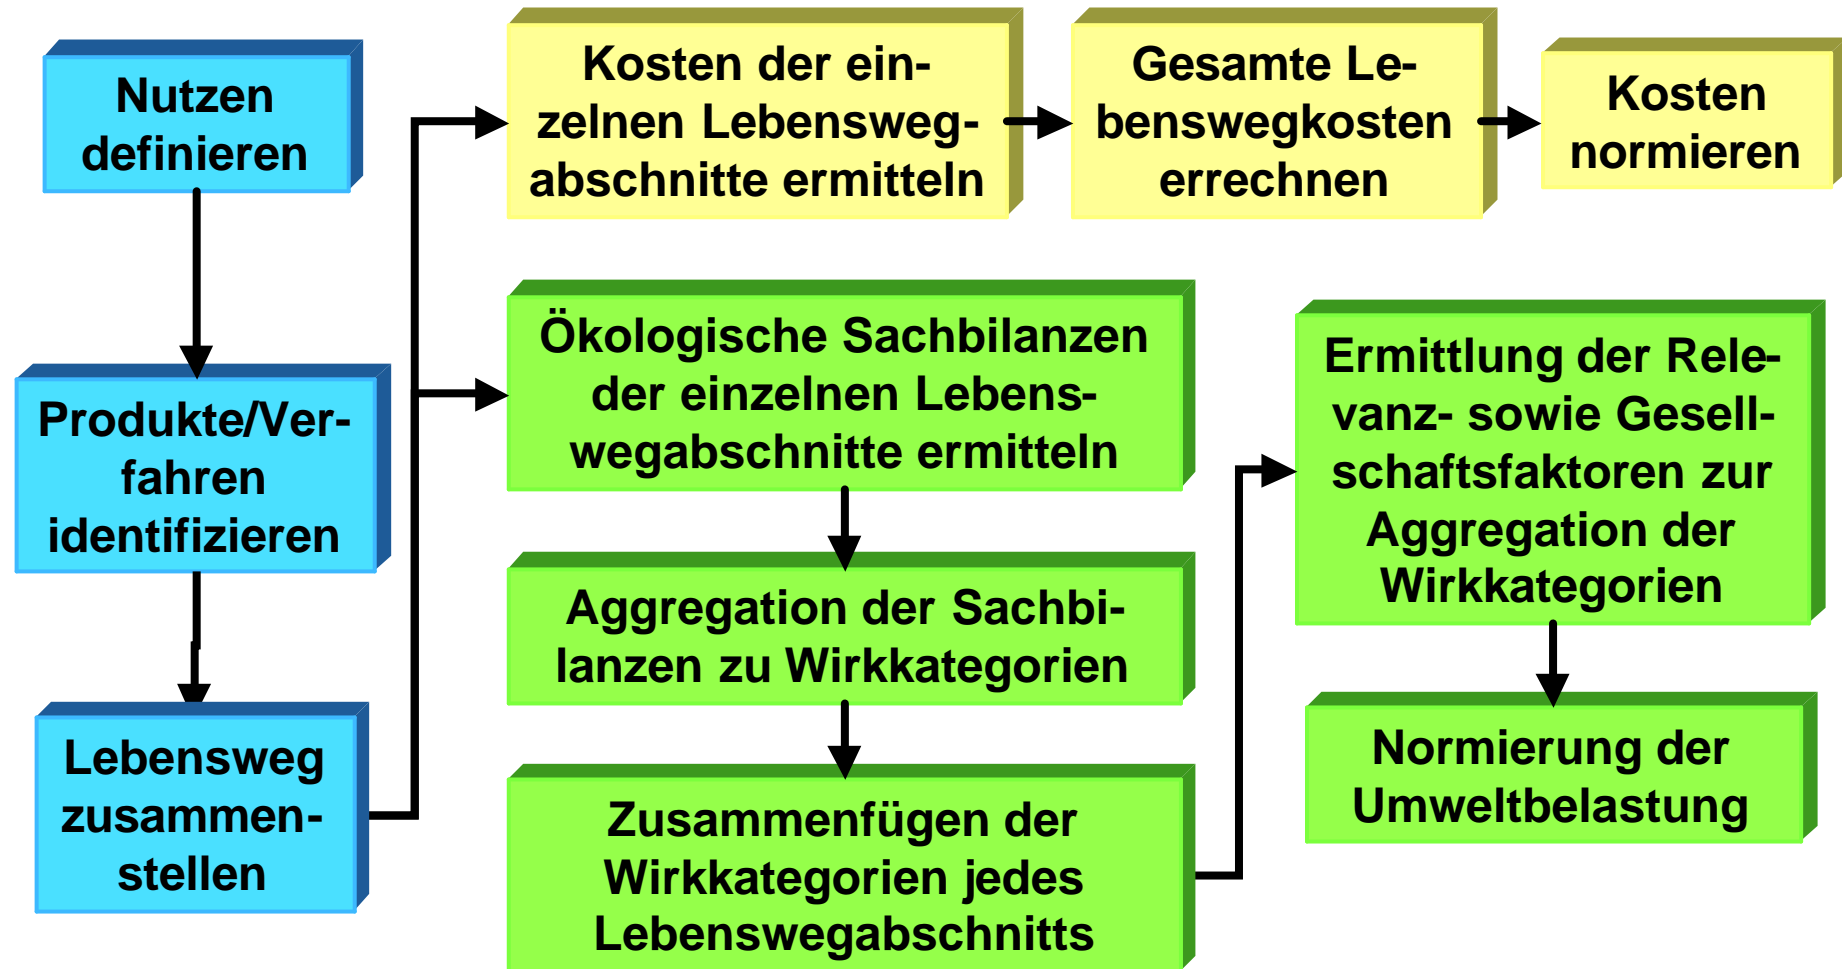 Nutzen
definieren
Produkte/Ver-
fahren
identifizieren
Lebensweg
zusammen-
stellen
Kosten der ein-
zelnen Lebensweg-
abschnitte ermitteln
Gesamte Le-
benswegkosten
errechnen
Kosten
normieren
Ökologische Sachbilanzen
der einzelnen Lebens-
wegabschnitte ermitteln
Aggregation der Sachbi-
lanzen zu Wirkkategorien
Zusammenfügen der
Wirkkategorien jedes
Lebenswegabschnitts
Ermittlung der Rele-
vanz- sowie Gesell-
schaftsfaktoren zur
Aggregation der
Wirkkategorien
Normierung der
Umweltbelastung